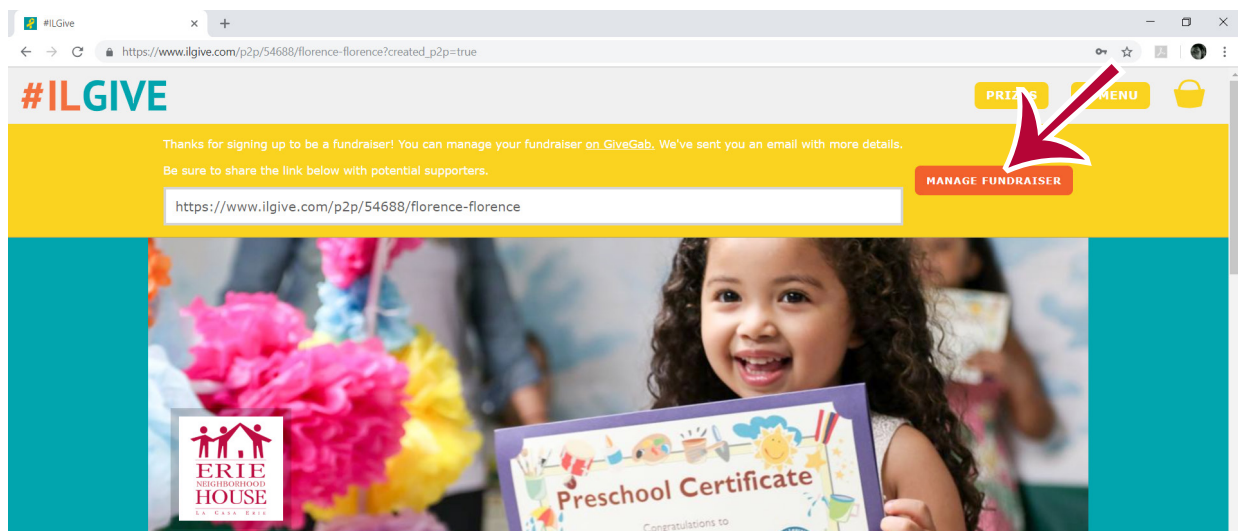 #ILGive
https://www.ilgive.com/p2p/54688/florence-florence?created_p2p=true
#ILGIVE
MENU
Thanks for signing up to be a fundraiser! You can manage your fundraiser on GiveGab. We've sent you an email with more details.
Be sure to share the link below with potential supporters.
MANAGE FUNDRAISER
https://www.ilgive.com/p2p/54688/florence-florence
ERIE
NEIGHBORHOOD
HOUSE
LA CASA ERIE
Preschool Certificate
Congratulations to